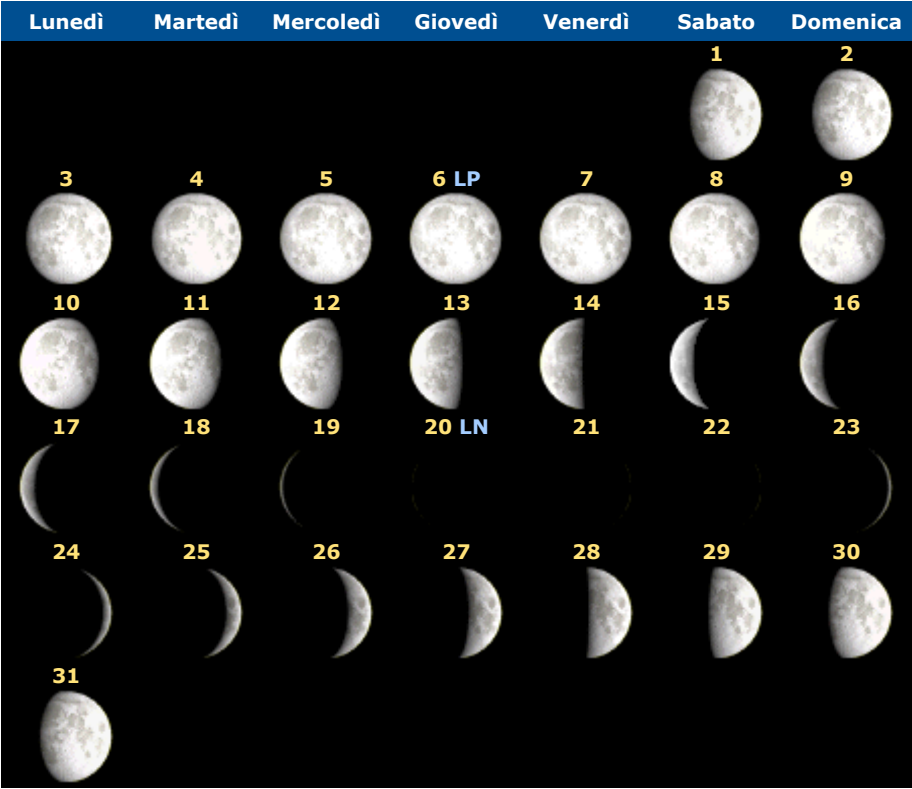 Lunedì Martedì Mercoledì Giovedì Venerdì Sabato Domenica
1 2
3 4 5 6 LP 7 8 9
10 11 12 13 14 15 16
17 18 19 20 LN 21 22 23
24 25 26 27 28 29 30
31